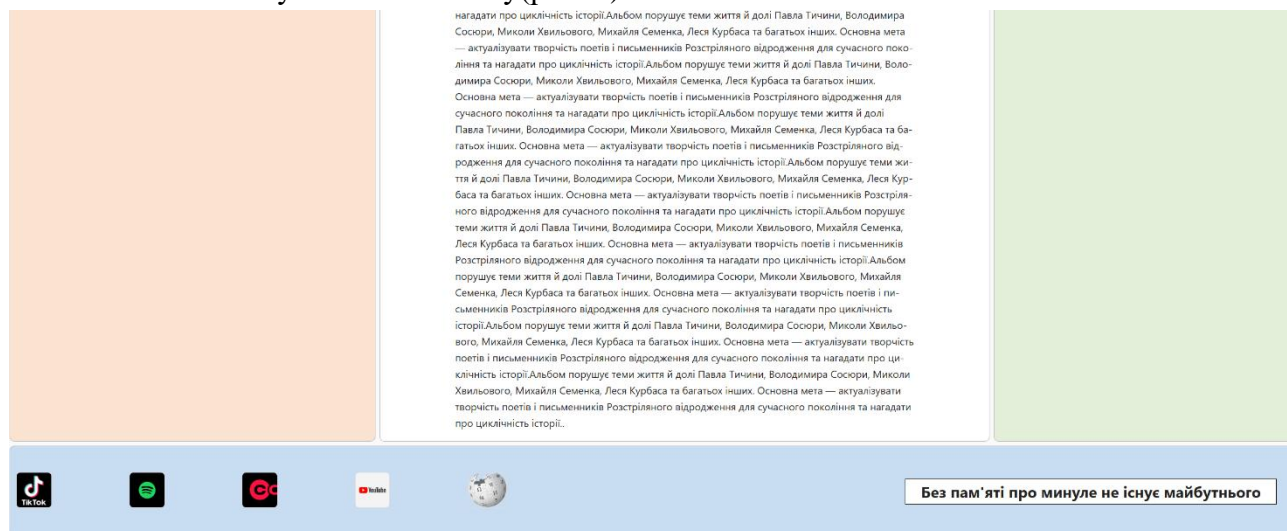 нагадати про циклічність історії.Альбом порушує теми життя й долі Павла Тичини, Володимира
Сосюри, Миколи Хвильового, Михайля Семенка, Леся Курбаса та багатьох інших. Основна мета
— актуалізувати творчість поетів і письменників Розстріляного відродження для сучасного поко-
ління та нагадати про циклічність історії.Альбом порушує теми життя й долі Павла Тичини, Воло-
димира Сосюри, Миколи Хвильового, Михайля Семенка, Леся Курбаса та багатьох інших.
Основна мета — актуалізувати творчість поетів і письменників Розстріляного відродження для
сучасного покоління та нагадати про циклічність історії.Альбом порушує теми життя й долі
Павла Тичини, Володимира Сосюри, Миколи Хвильового, Михайля Семенка, Леся Курбаса та ба-
гатьох інших. Основна мета — актуалізувати творчість поетів і письменників Розстріляного від-
родження для сучасного покоління та нагадати про циклічність історії.Альбом порушує теми жи-
ття й долі Павла Тичини, Володимира Сосюри, Миколи Хвильового, Михайля Семенка, Леся Кур-
баса та багатьох інших. Основна мета — актуалізувати творчість поетів і письменників Розстріля-
ного відродження для сучасного покоління та нагадати про циклічність історії.Альбом порушує
теми життя й долі Павла Тичини, Володимира Сосюри, Миколи Хвильового, Михайля Семенка,
Леся Курбаса та багатьох інших. Основна мета — актуалізувати творчість поетів і письменників
Розстріляного відродження для сучасного покоління та нагадати про циклічність історії.Альбом
порушує теми життя й долі Павла Тичини, Володимира Сосюри, Миколи Хвильового, Михайля
Семенка, Леся Курбаса та багатьох інших. Основна мета — актуалізувати творчість поетів і пи-
сьменників Розстріляного відродження для сучасного покоління та нагадати про циклічність
історії.Альбом порушує теми життя й долі Павла Тичини, Володимира Сосюри, Миколи Хвильо-
вого, Михайля Семенка, Леся Курбаса та багатьох інших. Основна мета — актуалізувати творчість
поетів і письменників Розстріляного відродження для сучасного покоління та нагадати про ци-
клічність історії.Альбом порушує теми життя й долі Павла Тичини, Володимира Сосюри, Миколи
Хвильового, Михайля Семенка, Леся Курбаса та багатьох інших. Основна мета — актуалізувати
творчість поетів і письменників Розстріляного відродження для сучасного покоління та нагадати
про циклічність історії..
TikTok
YouTube
Без пам'яті про минуле не існує майбутнього